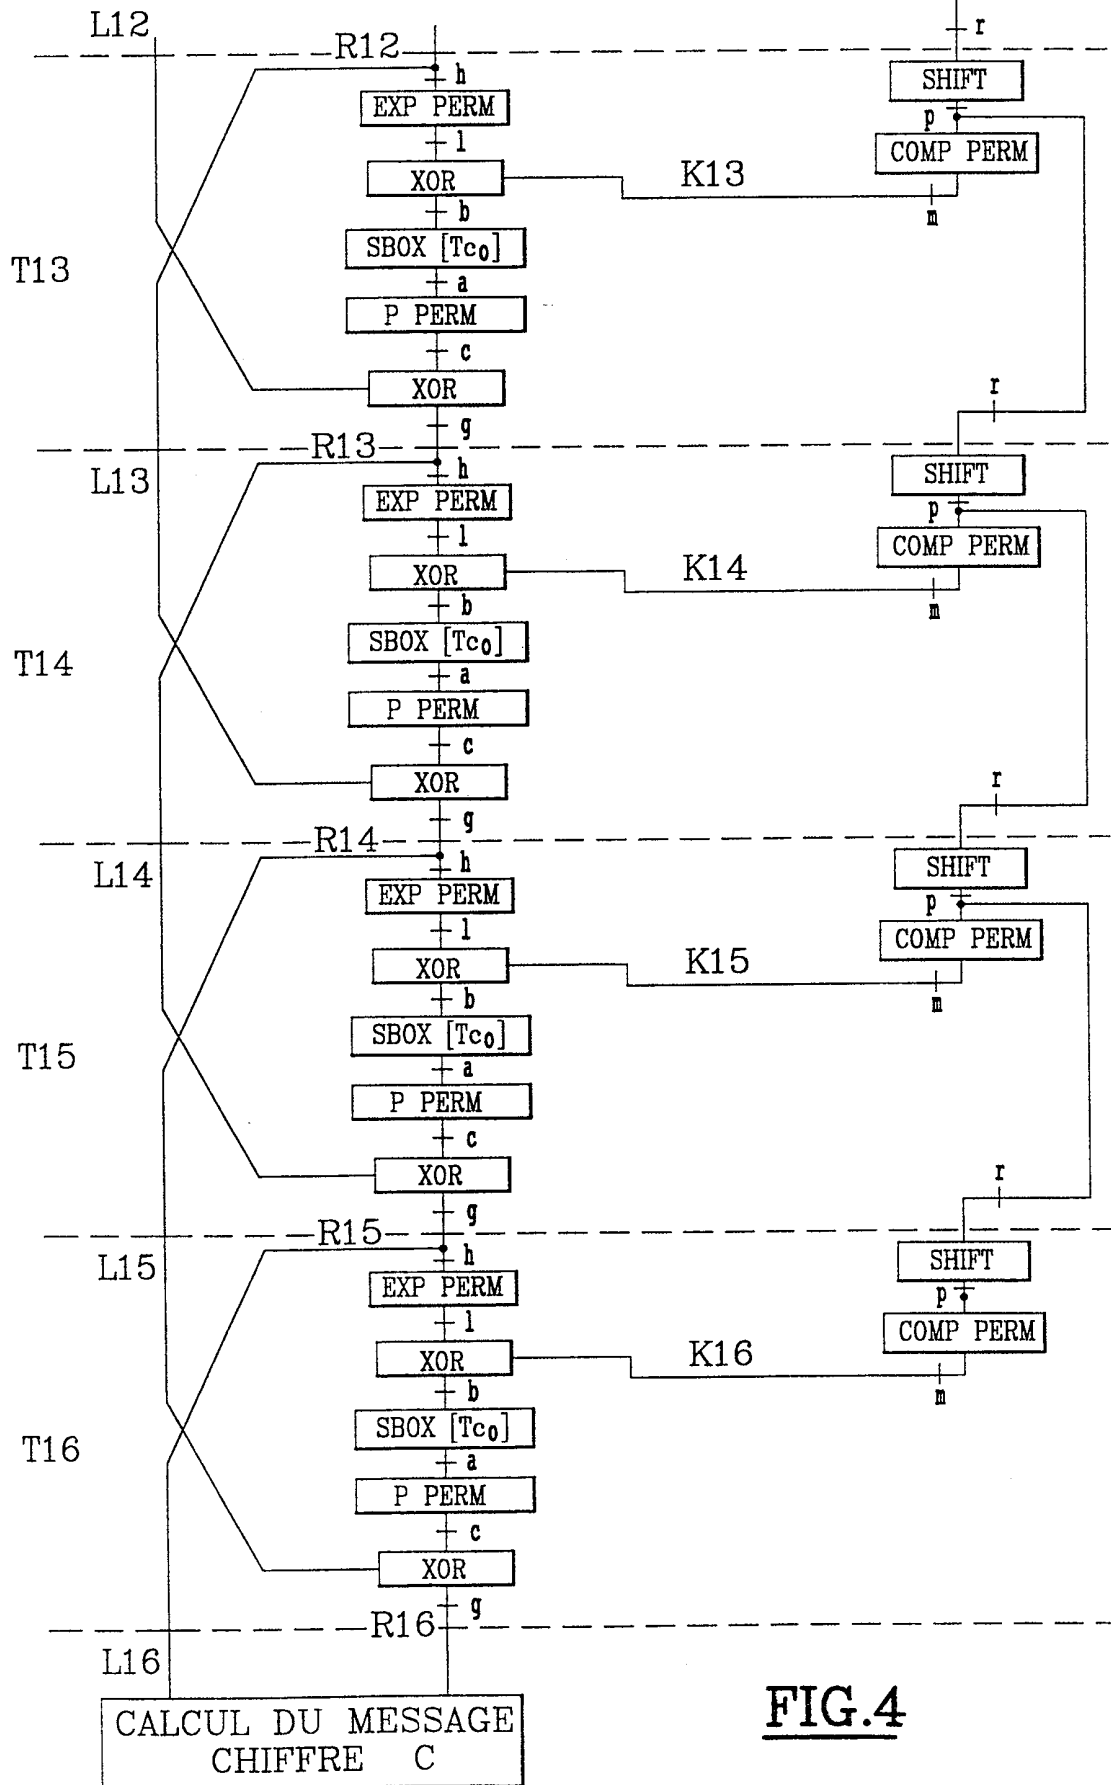 L12
r
R12
h
SHIFT
EXP PERM
p
l
COMP PERM
XOR
K13
m
b
SBOX [Tc0]
T13
a
P PERM
c
XOR
r
g
R13
L13
h
SHIFT
EXP PERM
p
l
COMP PERM
XOR
K14
m
b
SBOX [Tc0]
T14
a
P PERM
c
XOR
r
g
R14
L14
h
SHIFT
EXP PERM
p
l
COMP PERM
XOR
K15
m
b
SBOX [Tc0]
T15
a
P PERM
c
XOR
r
g
R15
L15
h
SHIFT
EXP PERM
p
l
COMP PERM
XOR
K16
m
b
SBOX [Tc0]
T16
a
P PERM
c
XOR
g
R16
L16
CALCUL DU MESSAGE
CHIFFRE C
FIG.4